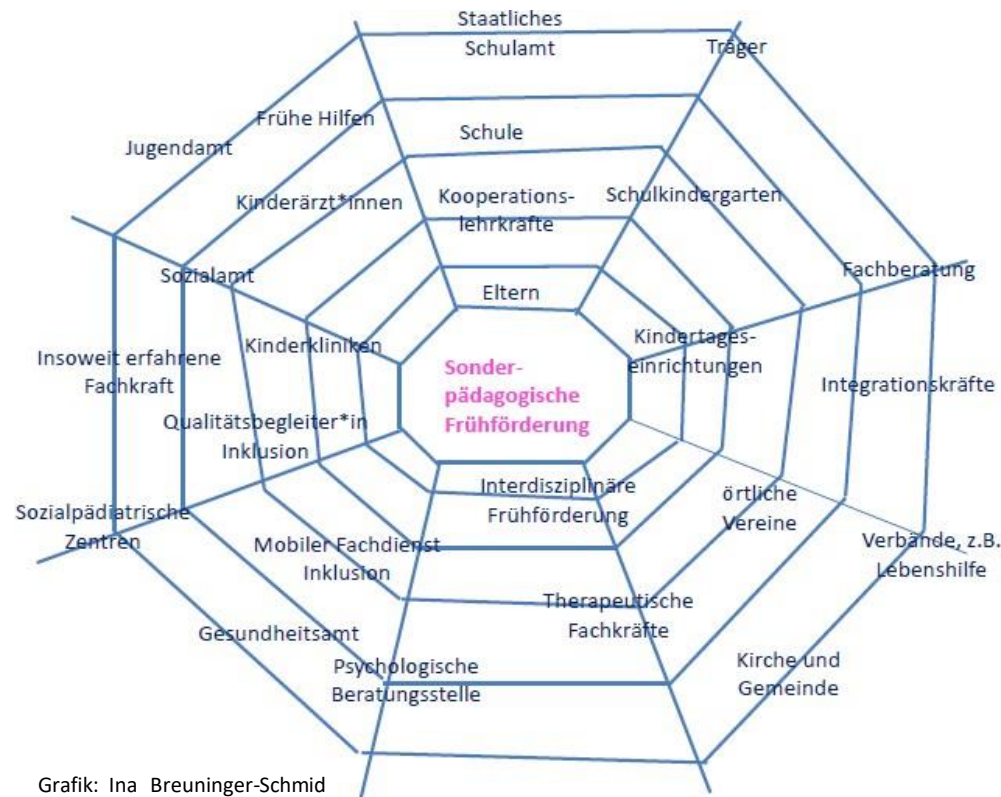 Staatliches
Schulamt
Träger
Frühe Hilfen
Schule
Jugendamt
Kinderärzt*innen
Kooperations-
lehrkräfte
Schulkindergarten
Sozialamt
Eltern
Fachberatung
Insoweit erfahrene
Fachkraft
Kinderkliniken
Sonder-
pädagogische
Frühförderung
Kindertages-
einrichtungen
Integrationskräfte
Qualitätsbegleiter*in
Inklusion
Interdisziplinäre
Frühförderung
örtliche
Vereine
Sozialpädiatrische
Zentren
Mobiler Fachdienst
Inklusion
Verbände, z.B.
Lebenshilfe
Therapeutische
Fachkräfte
Gesundheitsamt
Psychologische
Beratungsstelle
Kirche und
Gemeinde
Grafik: Ina Breuninger-Schmid